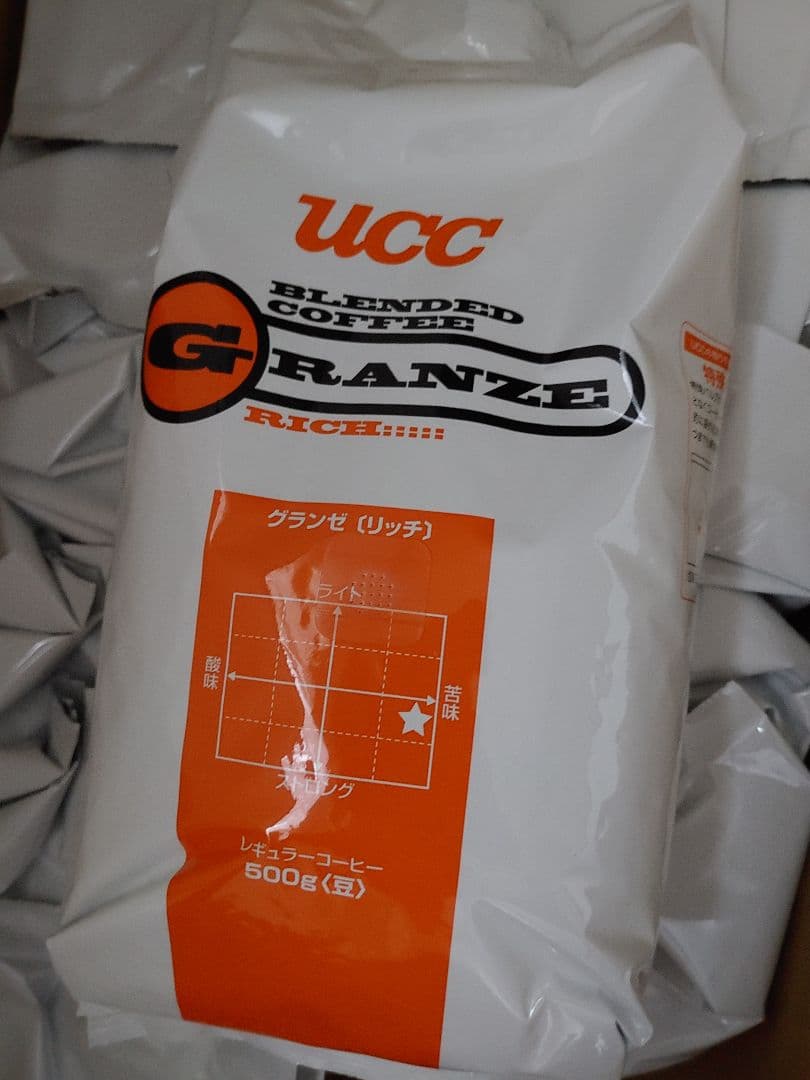 UCC
BLENDED
COFFEE
GRANZE
RICH:::::
グランゼ〔リッチ〕
ライト
酸味
苦味
ストロング
レギュラーコーヒー
500g〈豆〉